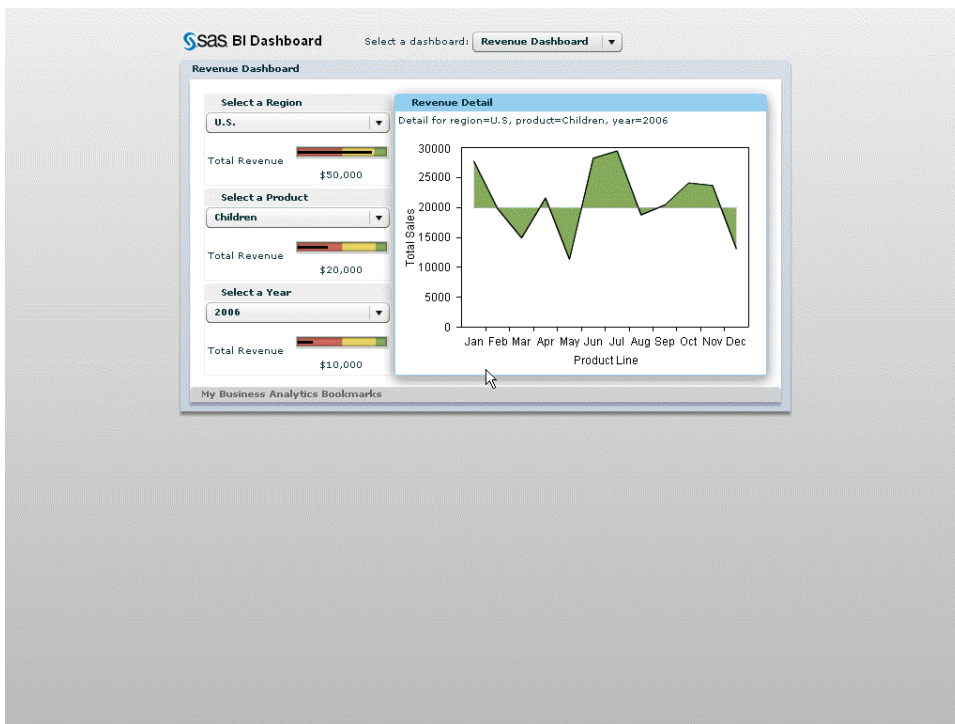 sas BI Dashboard
Select a dashboard: Revenue Dashboard
Revenue Dashboard
Select a Region
U.S.
Total Revenue
$50,000
Select a Product
Children
Total Revenue
$20,000
Select a Year
2006
Total Revenue
$10,000
Revenue Detail
Detail for region=U.S, product=Children, year=2006
Total Sales
30000
25000
20000
15000
10000
5000
0
Jan Feb Mar Apr May Jun Jul Aug Sep Oct Nov Dec
Product Line
My Business Analytics Bookmarks